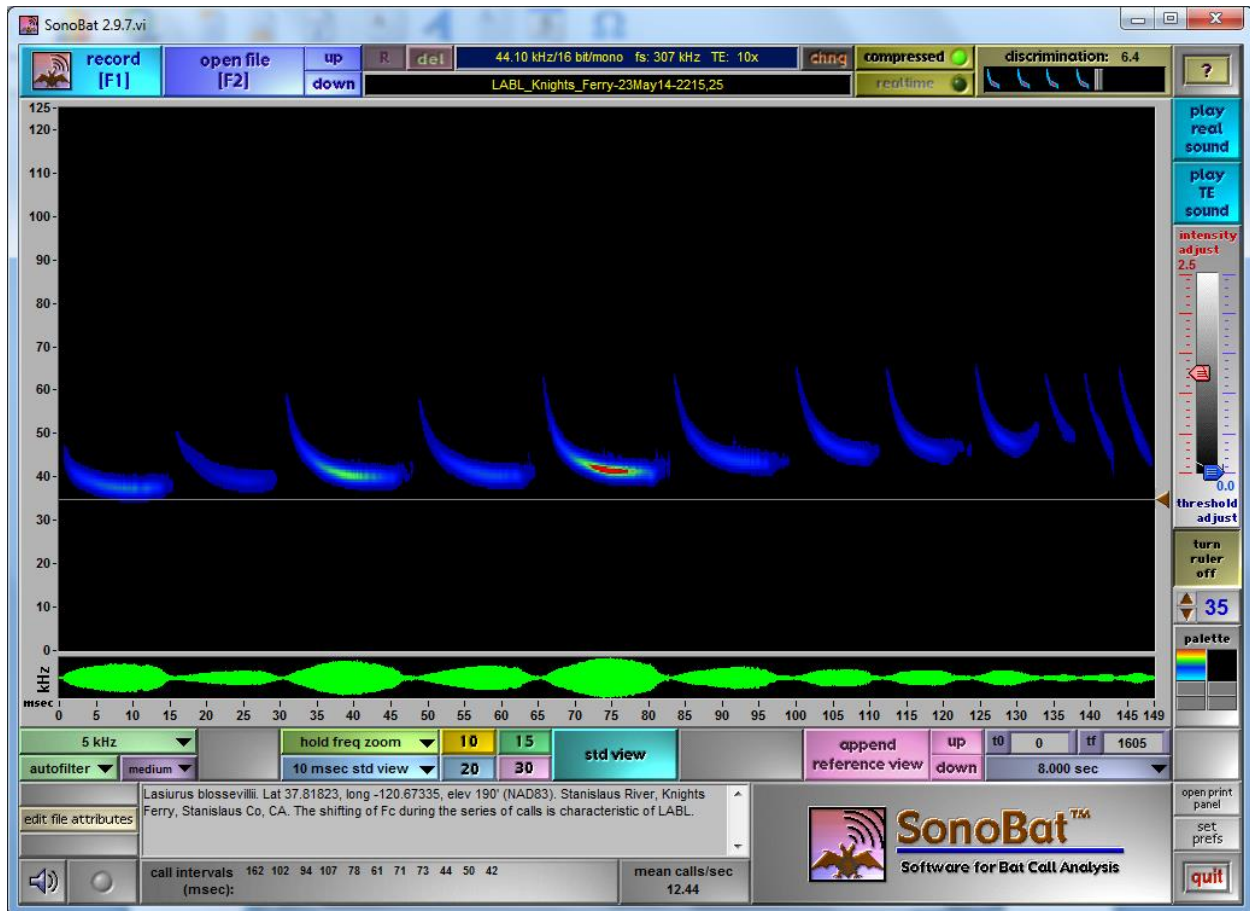 SonoBat 2.9.7.vi
record
[F1]
open file
[F2]
up
down
R
del
44.10 kHz/16 bit/mono fs: 307 kHz TE: 10x
chng
LABL_Knights_Ferry-23May14-2215,25
compressed
realtime
discrimination: 6.4
?
125
120
110
100
90
80
70
60
50
40
30
20
10
0
kHz
msec
0 5 10 15 20 25 30 35 40 45 50 55 60 65 70 75 80 85 90 95 100 105 110 115 120 125 130 135 140 145 149
play
real
sound
play
TE
sound
intensity
adjust
2.5
0.0
threshold
adjust
turn
ruler
off
35
palette
5 kHz
autofilter
medium
hold freq zoom
10 msec std view
10
15
20
30
std view
append
reference view
up
down
t0 0 tf 1605
8.000 sec
edit file attributes
Lasiurus blossevillii. Lat 37.81823, long -120.67335, elev 190' (NAD83). Stanislaus River, Knights
Ferry, Stanislaus Co, CA. The shifting of Fc during the series of calls is characteristic of LABL.
call intervals 162 102 94 107 78 61 71 73 44 50 42
(msec):
mean calls/sec
12.44
SonoBat™
Software for Bat Call Analysis
open print
panel
set
prefs
quit